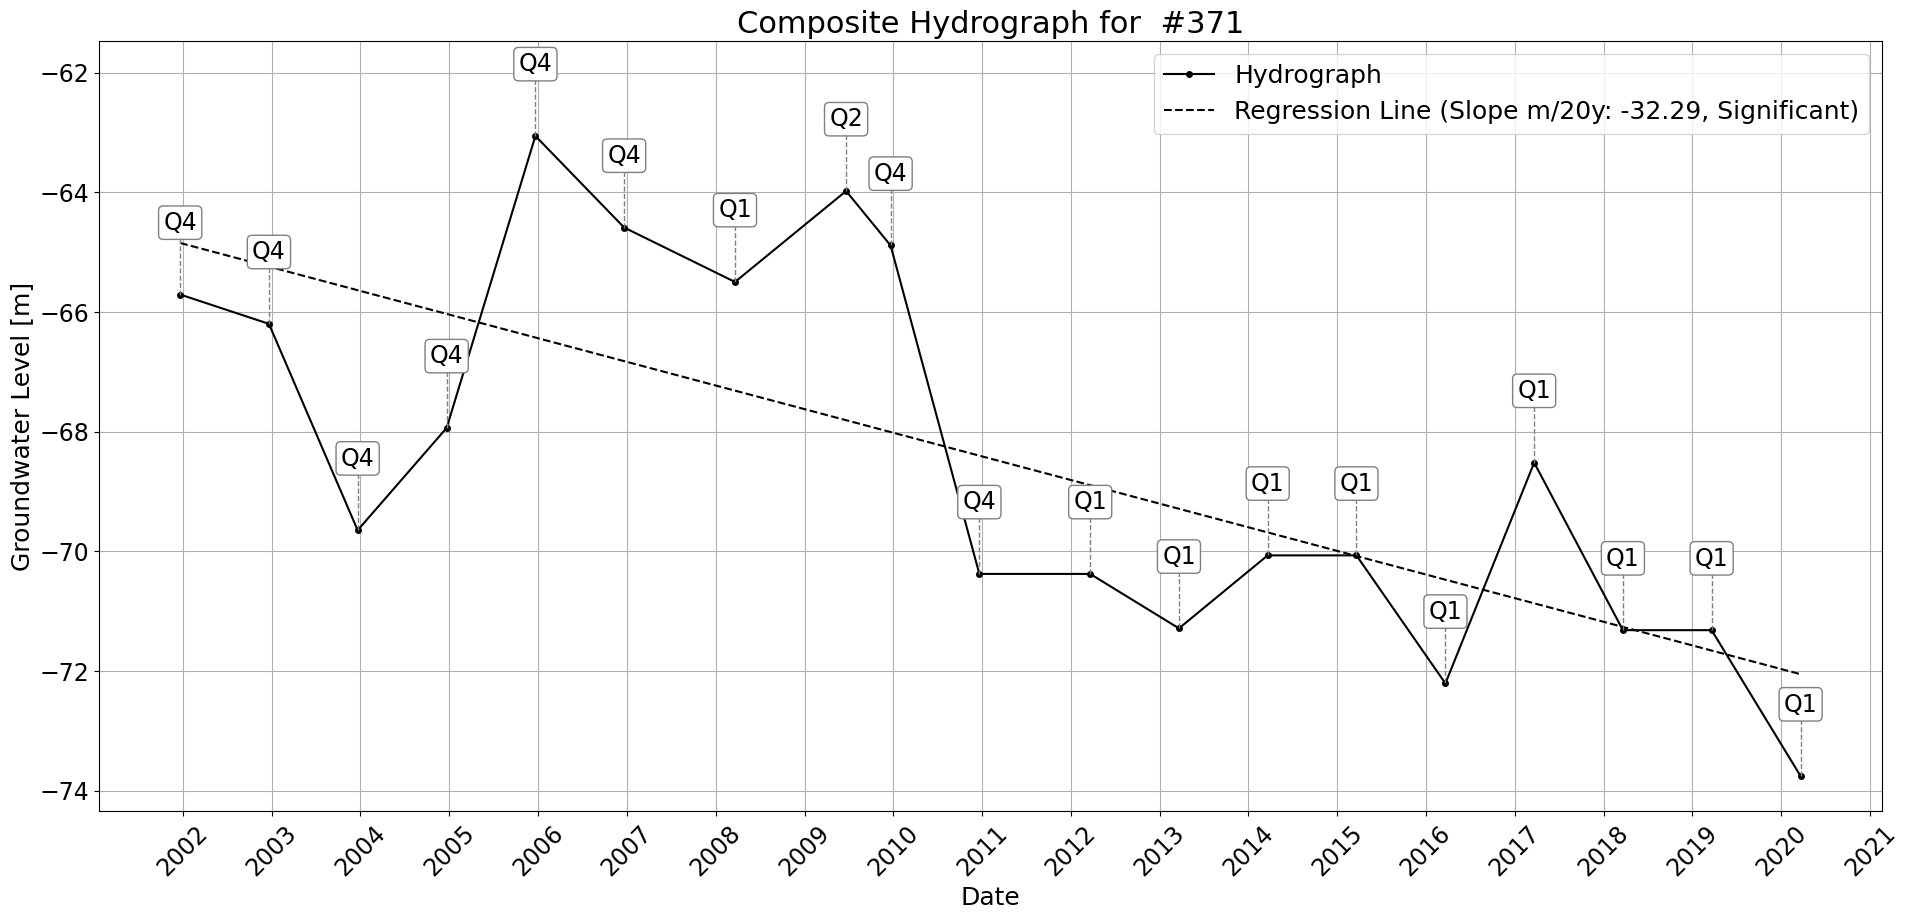 Composite Hydrograph for  #371
Hydrograph
Regression Line (Slope m/20y: -32.29, Significant)
Groundwater Level [m]
−62
−64
−66
−68
−70
−72
−74
Q4
Q4
Q4
Q4
Q4
Q4
Q1
Q2
Q4
Q4
Q1
Q1
Q1
Q1
Q1
Q1
Q1
Q1
Q1
2002
2003
2004
2005
2006
2007
2008
2009
2010
2011
2012
2013
2014
2015
2016
2017
2018
2019
2020
2021
Date